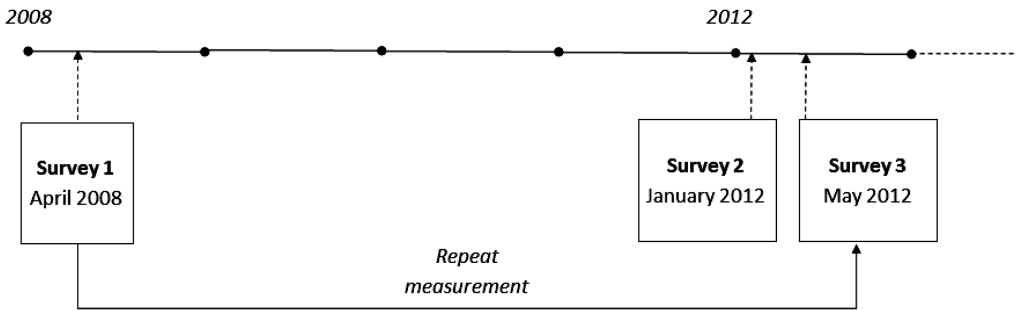 2008
2012
Survey 1
April 2008
Survey 2
January 2012
Survey 3
May 2012
Repeat
measurement